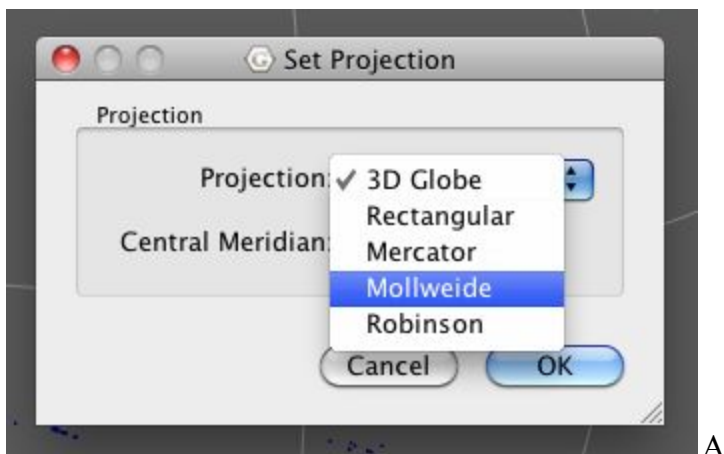 Set Projection
Projection
Projection: ✓ 3D Globe
Rectangular
Central Meridian:
Mercator
Mollweide
Robinson
Cancel OK
A